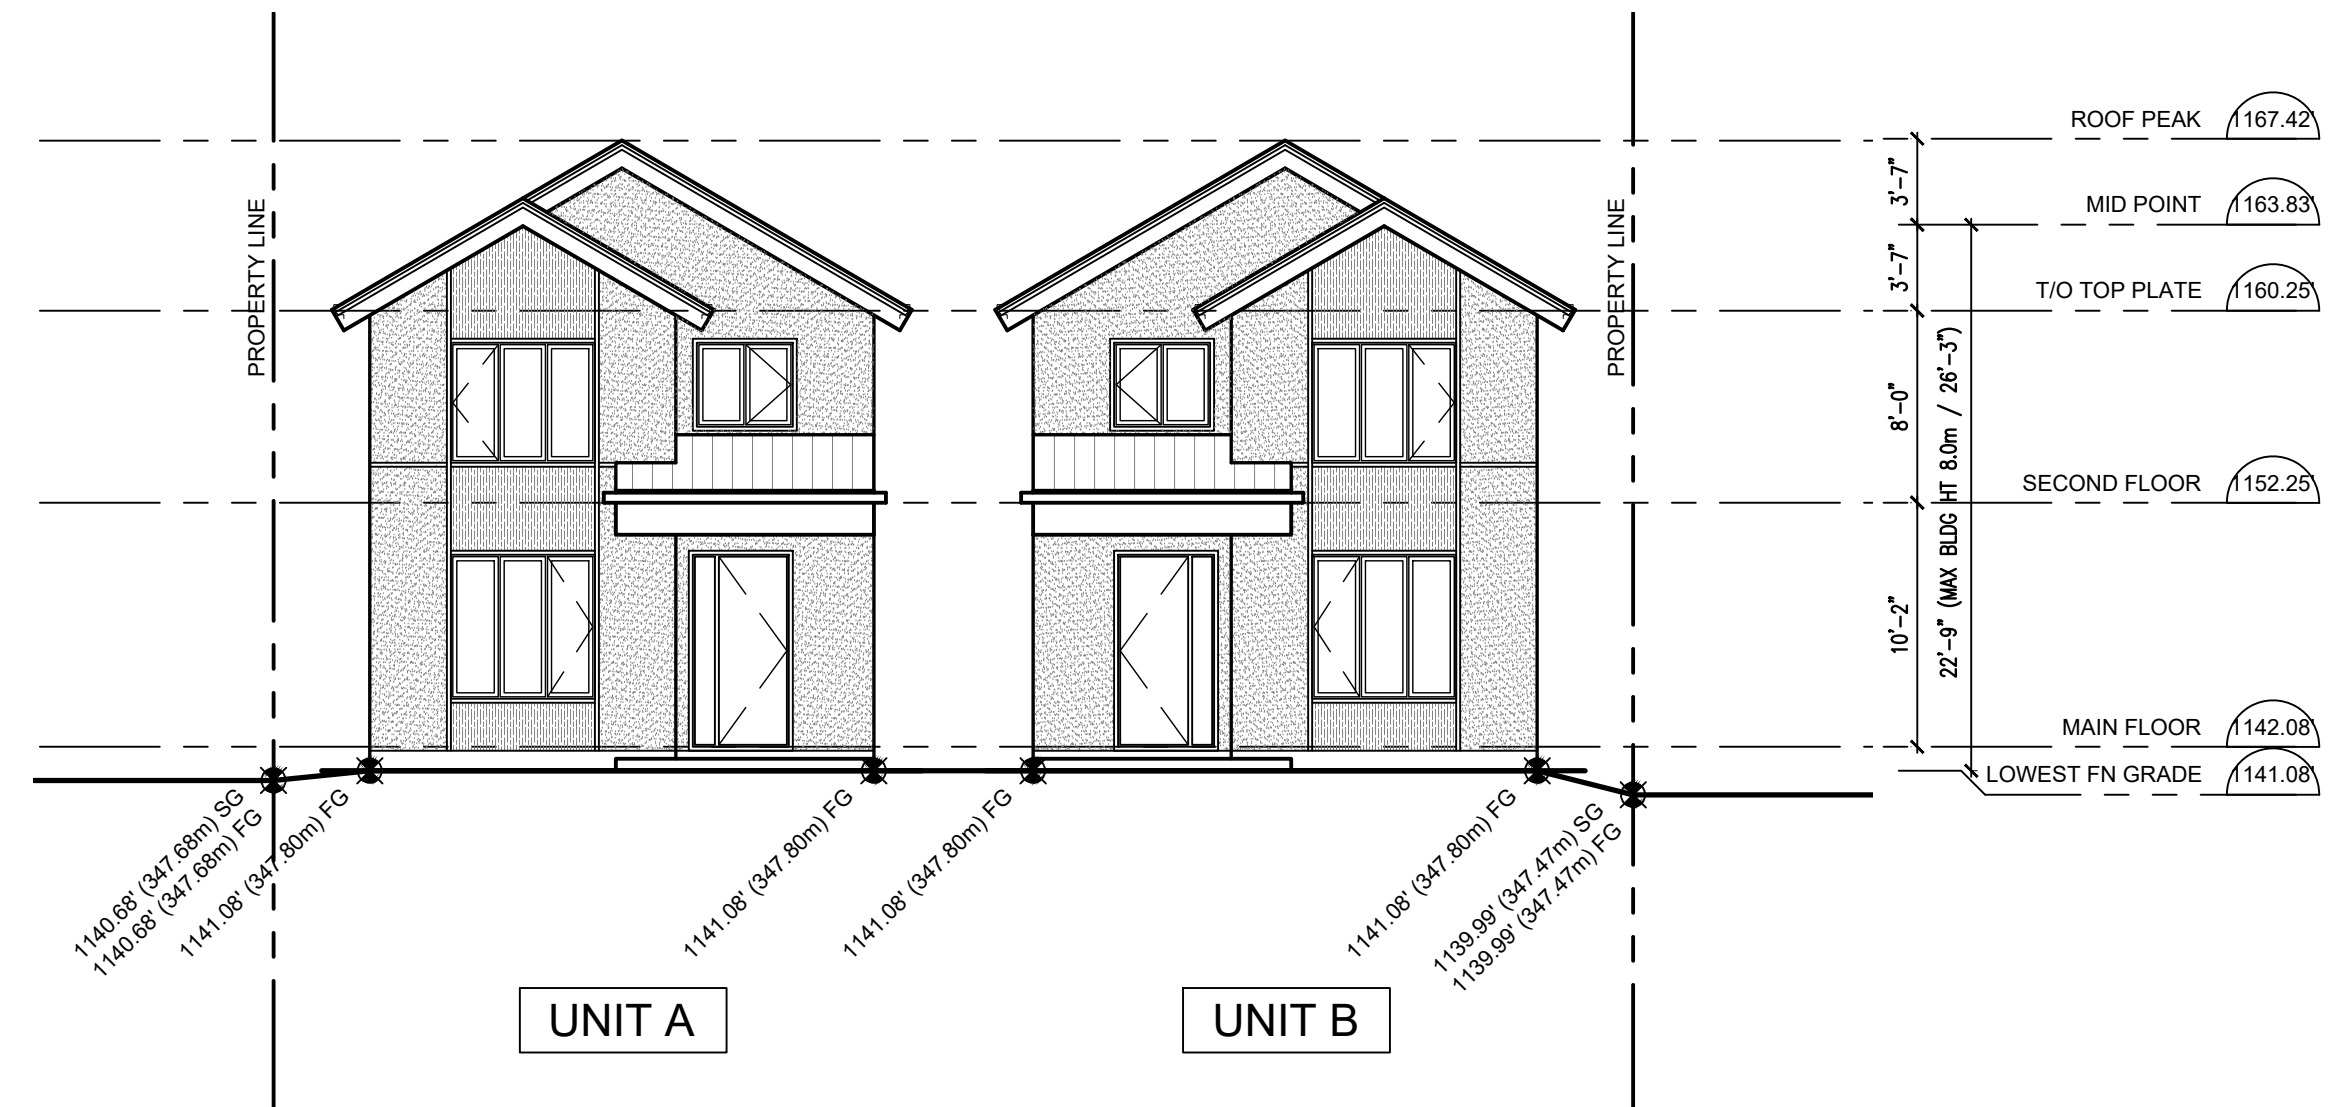 ROOF PEAK 1167.42'
3'-7"
MID POINT 1163.83'
3'-7"
T/O TOP PLATE 1160.25'
8'-0"
SECOND FLOOR 1152.25'
10'-2"
22'-9" (MAX BLDG HT 8.0m / 26'-3")
MAIN FLOOR 1142.08'
LOWEST FN GRADE 1141.08'
PROPERTY LINE
PROPERTY LINE
1140.68' (347.68m) SG
1140.68' (347.68m) FG
1141.08' (347.80m) FG
1141.08' (347.80m) FG
1141.08' (347.80m) FG
1141.08' (347.80m) FG
1139.99' (347.47m) SG
1139.99' (347.47m) FG
UNIT A
UNIT B